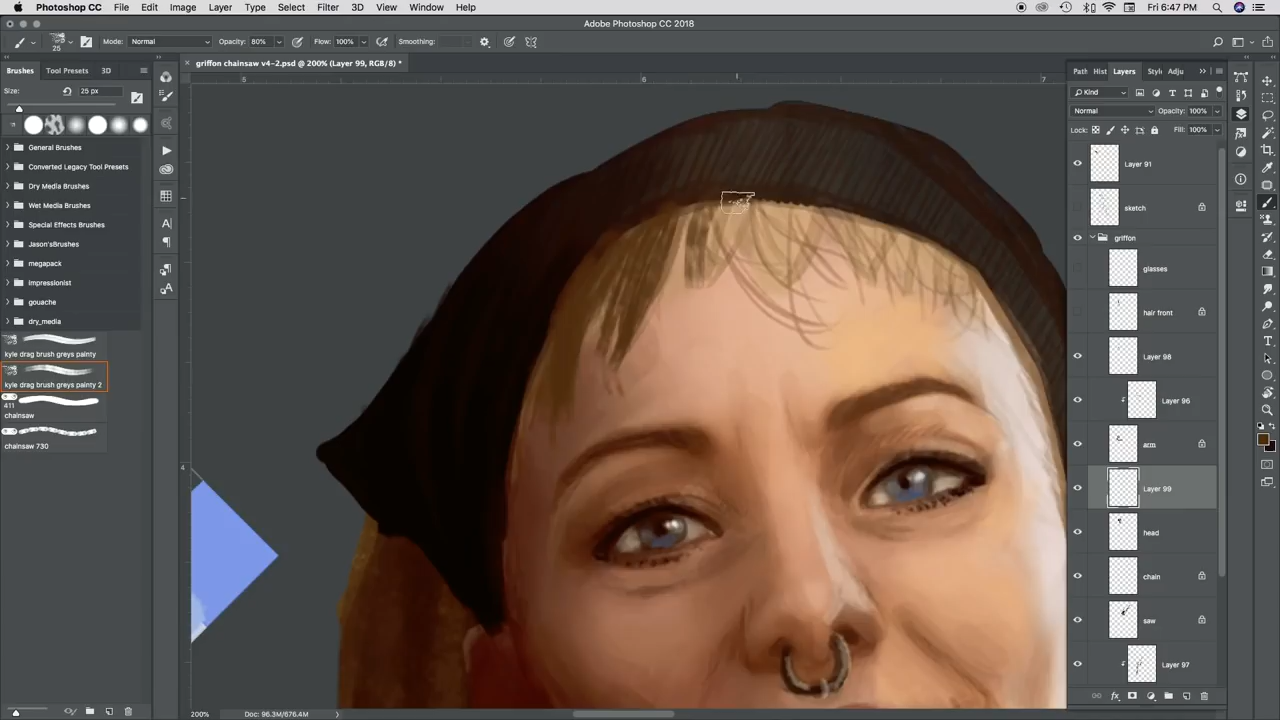 Photoshop CC File Edit Image Layer Type Select Filter 3D View Window Help
Fri 6:47 PM
Adobe Photoshop CC 2018
25 Mode: Normal Opacity: 80% Flow: 100% Smoothing:
griffon chainsaw v4-2.psd @ 200% (Layer 99, RGB/8) *
Brushes Tool Presets 3D
Size: 25 px
General Brushes
Converted Legacy Tool Presets
Dry Media Brushes
Wet Media Brushes
Special Effects Brushes
Jason'sBrushes
megapack
Impressionist
gouache
dry_media
kyle drag brush greys painty
kyle drag brush greys painty 2
411
chainsaw
chainsaw 730
5 6 7
4
Path Hist Layers Styl Adju
Kind
Normal Opacity: 100%
Lock: Fill: 100%
Layer 91
sketch
griffon
glasses
hair front
Layer 98
Layer 96
arm
Layer 99
head
chain
saw
Layer 97
fx
200% Doc: 96.3M/676.4M